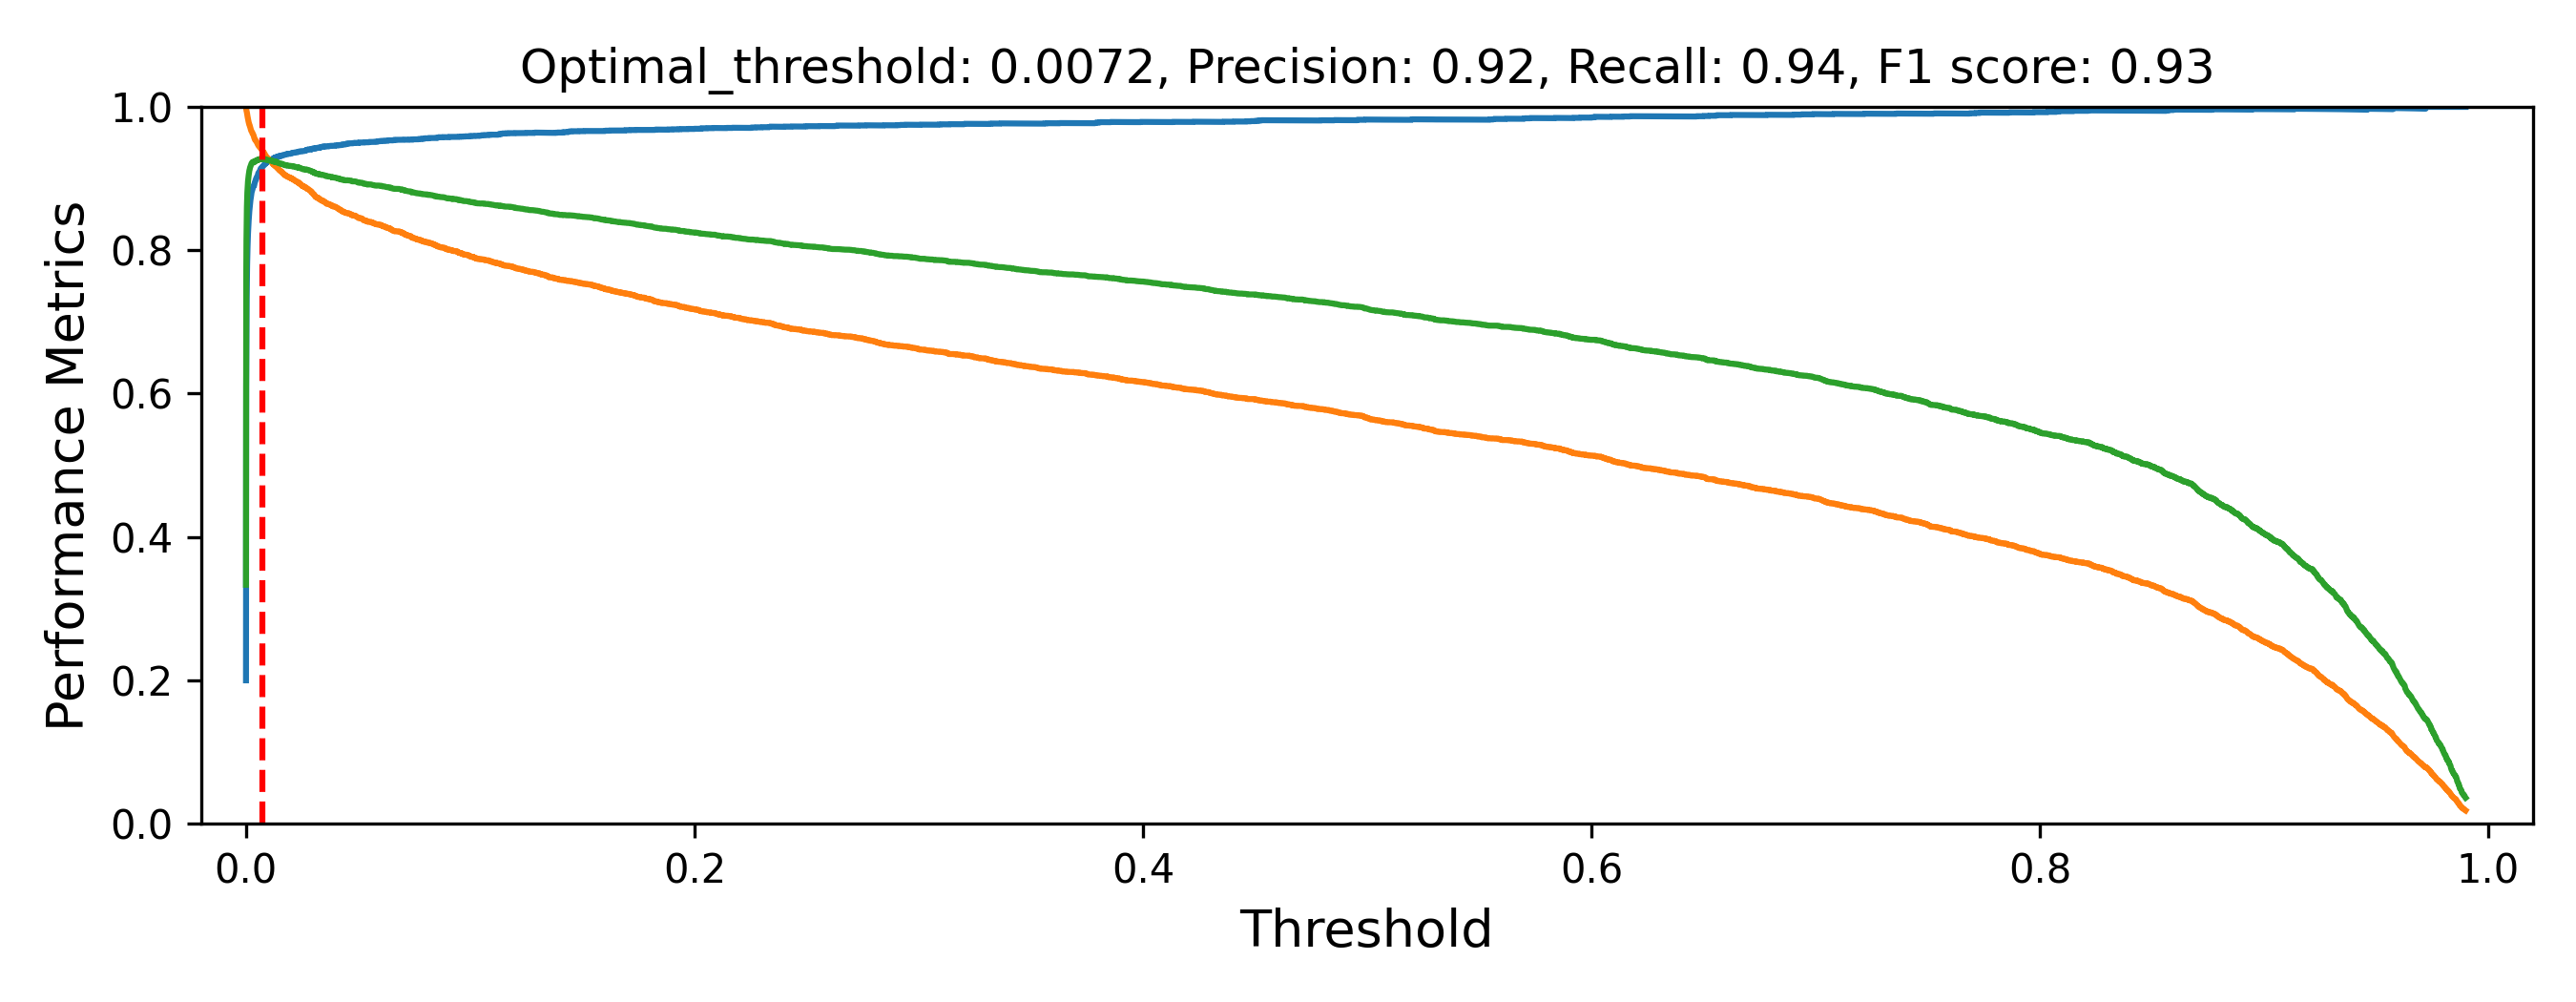 Optimal_threshold: 0.0072, Precision: 0.92, Recall: 0.94, F1 score: 0.93
1.0
0.8
0.6
0.4
0.2
0.0
Performance Metrics
0.0 0.2 0.4 0.6 0.8 1.0
Threshold